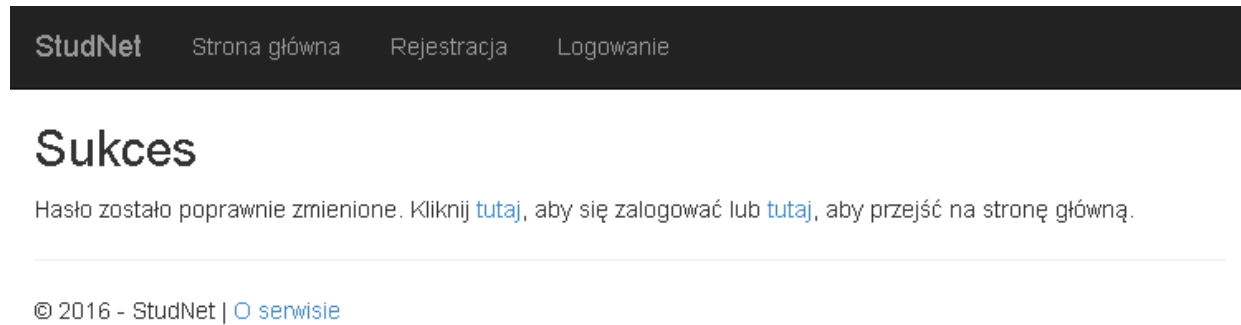 StudNet Strona główna Rejestracja Logowanie
Sukces
Hasło zostało poprawnie zmienione. Kliknij tutaj, aby się zalogować lub tutaj, aby przejść na stronę główną.
© 2016 - StudNet | O serwisie